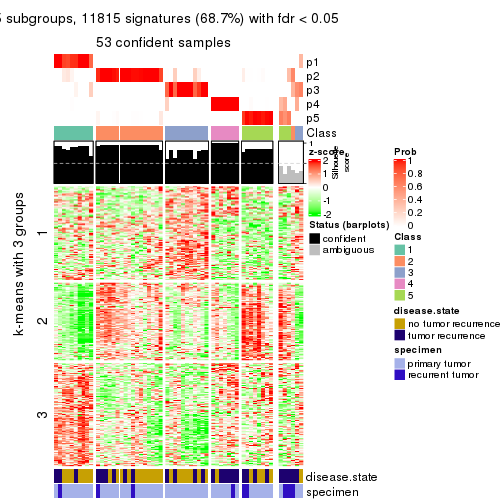 subgroups, 11815 signatures (68.7%) with fdr < 0.05
53 confident samples
p1
p2
p3
p4
p5
Class
1
2
3
k-means with 3 groups
z-score
2
1
0
-1
-2
Silhouette
score
1
Status (barplots)
confident
ambiguous
Prob
1
0.8
0.6
0.4
0.2
0
Class
1
2
3
4
5
disease.state
no tumor recurrence
tumor recurrence
specimen
primary tumor
recurrent tumor
disease.state
specimen